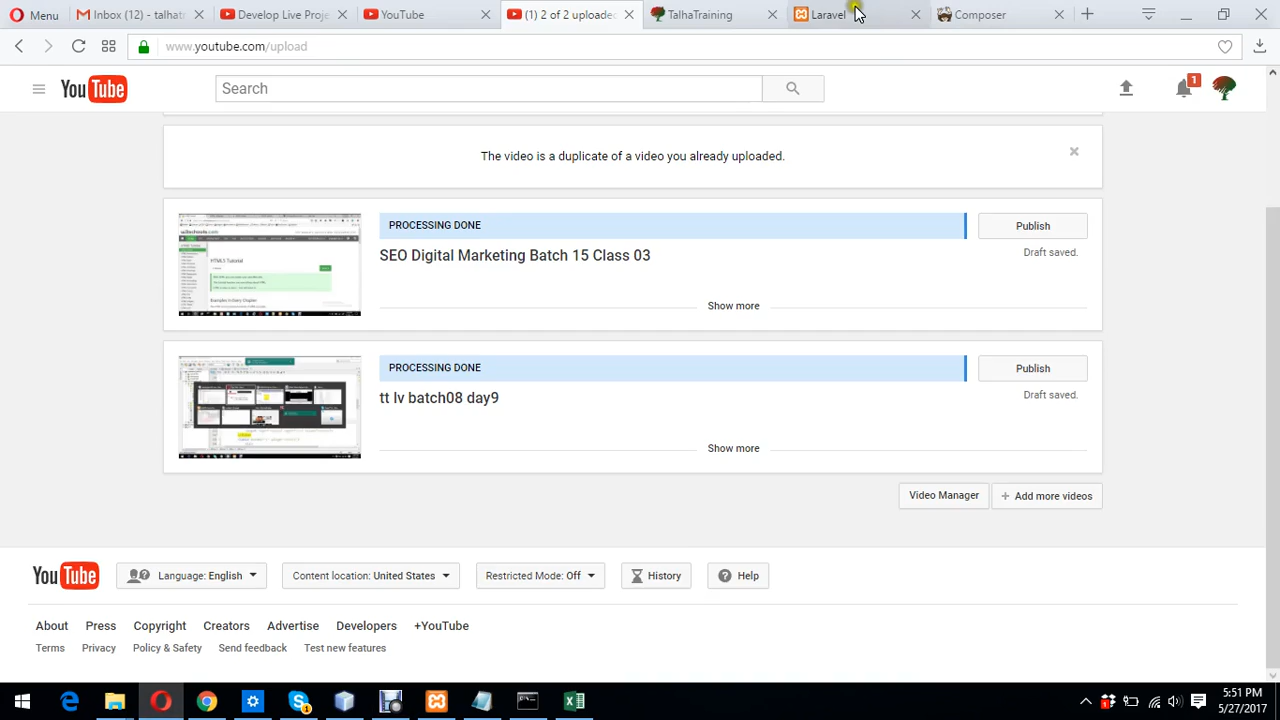 Menu
Inbox (12) - talhatr
Develop Live Proje
YouTube
(1) 2 of 2 uploaded
TalhaTraining
Laravel
Composer
www.youtube.com/upload
YouTube
Search
1
The video is a duplicate of a video you already uploaded.
PROCESSING DONE
Publish
SEO Digital Marketing Batch 15 Class 03
Draft saved.
Show more
PROCESSING DONE
Publish
tt lv batch08 day9
Draft saved.
Show more
Video Manager
+ Add more videos
YouTube
Language: English
Content location: United States
Restricted Mode: Off
History
Help
About
Press
Copyright
Creators
Advertise
Developers
+YouTube
Terms
Privacy
Policy & Safety
Send feedback
Test new features
5:51 PM
5/27/2017